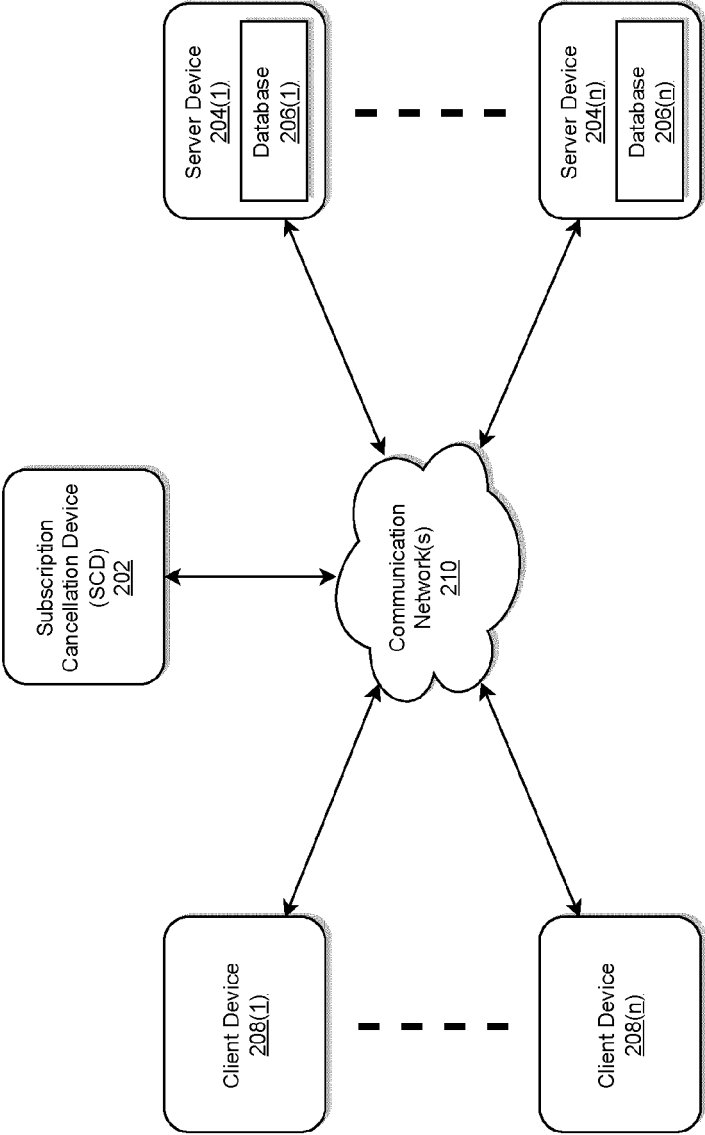 Subscription
Cancellation Device
(SCD)
202
Client Device
208(1)
Communication
Network(s)
210
Server Device
204(1)
Database
206(1)
Client Device
208(n)
Server Device
204(n)
Database
206(n)